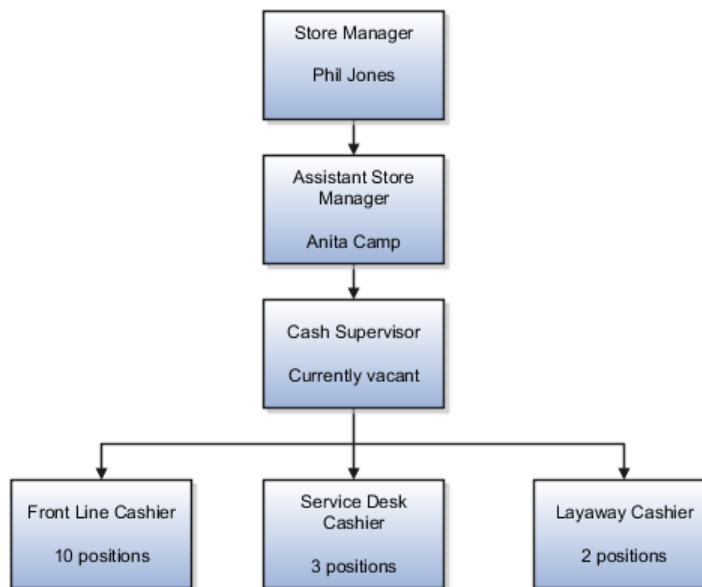 Store Manager
Phil Jones
Assistant Store
Manager
Anita Camp
Cash Supervisor
Currently vacant
Front Line Cashier
10 positions
Service Desk
Cashier
3 positions
Layaway Cashier
2 positions